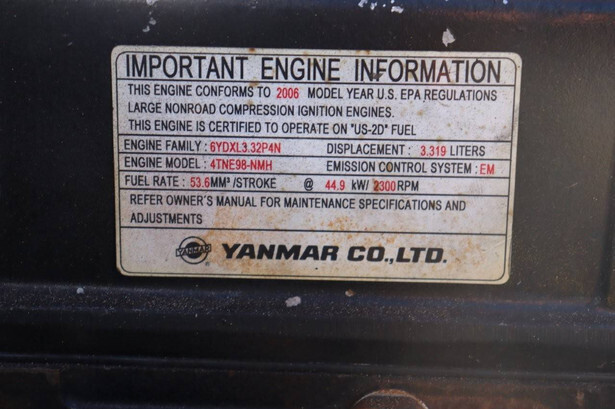 IMPORTANT ENGINE INFORMATION
THIS ENGINE CONFORMS TO 2006 MODEL YEAR U.S. EPA REGULATIONS
LARGE NONROAD COMPRESSION IGNITION ENGINES.
THIS ENGINE IS CERTIFIED TO OPERATE ON "US-2D" FUEL
ENGINE FAMILY : 6YDXL3.32P4N DISPLACEMENT : 3.319 LITERS
ENGINE MODEL : 4TNE98-NMH EMISSION CONTROL SYSTEM : EM
FUEL RATE : 53.6MM³ /STROKE @ 44.9 kW/ 2300RPM
REFER OWNER'S MANUAL FOR MAINTENANCE SPECIFICATIONS AND
ADJUSTMENTS
YANMAR ® YANMAR CO.,LTD.